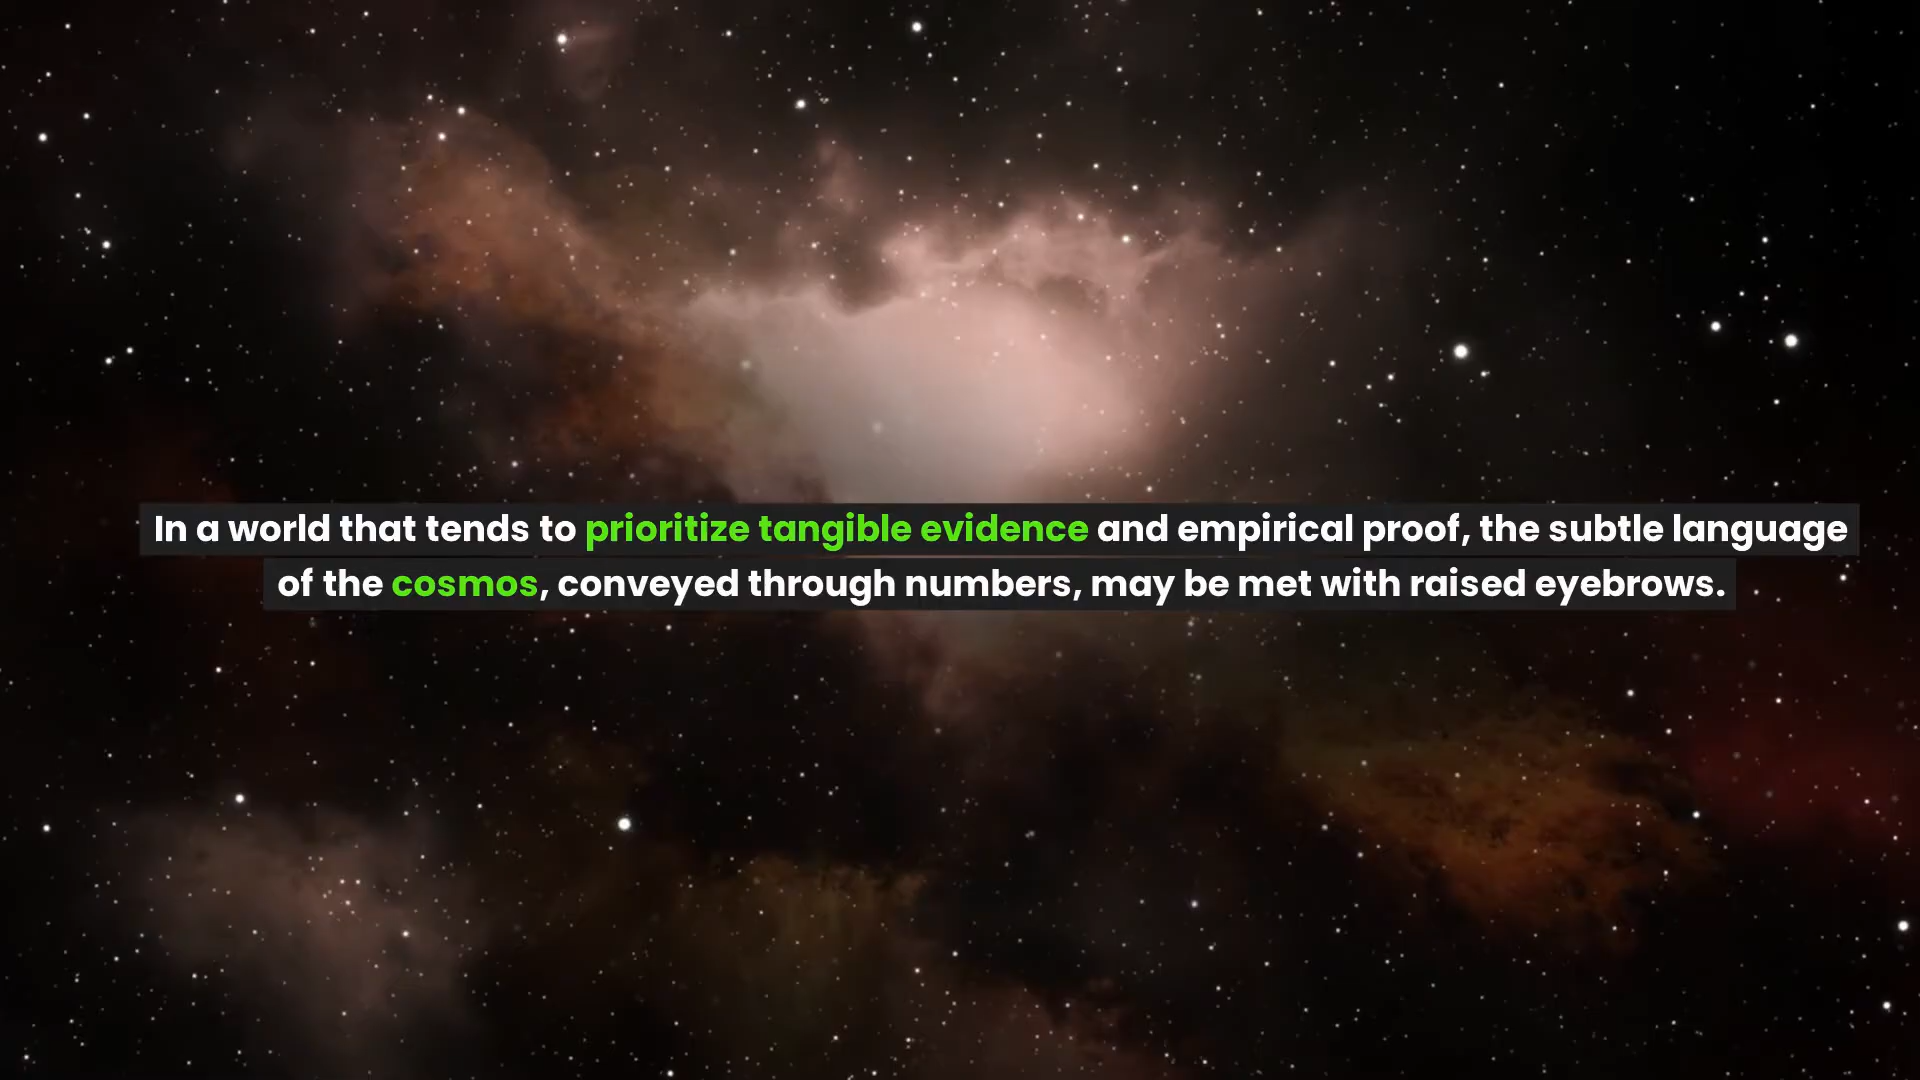 In a world that tends to prioritize tangible evidence and empirical proof, the subtle language
of the cosmos, conveyed through numbers, may be met with raised eyebrows.